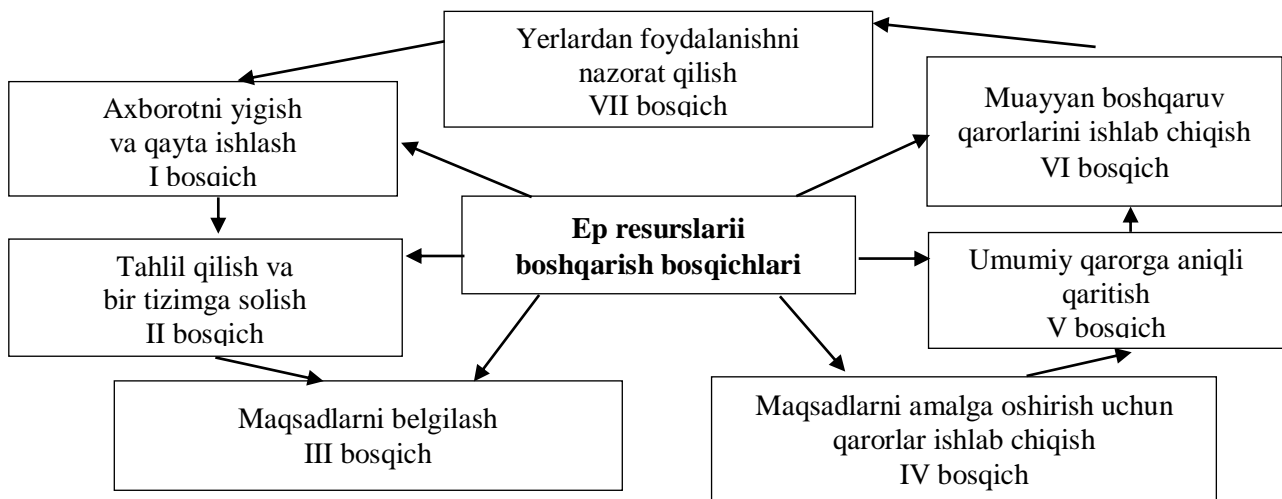 Yerlardan foydalanishni
nazorat qilish
VII bosqich
Axborotni yigish
va qayta ishlash
I bosqich
Muayyan boshqaruv
qarorlarini ishlab chiqish
VI bosqich
Ep resurslarii
boshqarish bosqichlari
Tahlil qilish va
bir tizimga solish
II bosqich
Umumiy qarorga aniqli
qaritish
V bosqich
Maqsadlarni belgilash
III bosqich
Maqsadlarni amalga oshirish uchun
qarorlar ishlab chiqish
IV bosqich